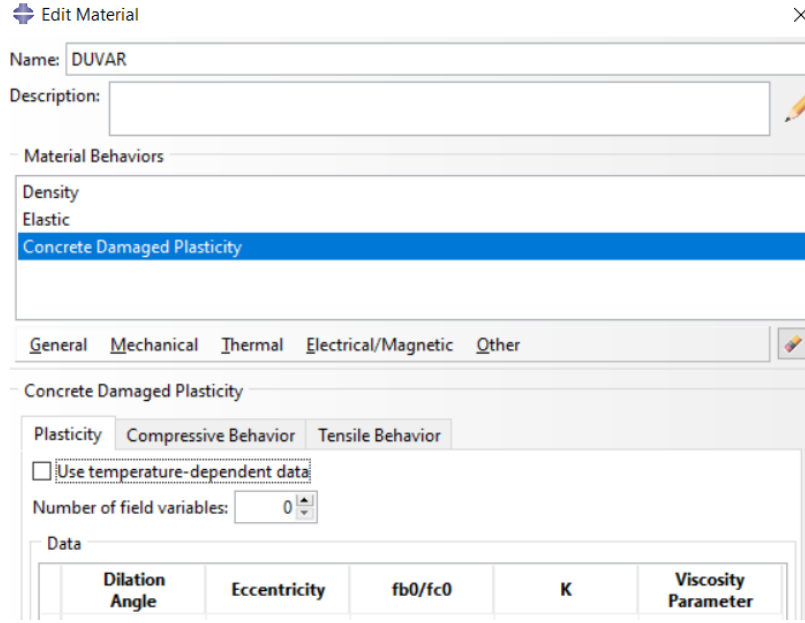 Edit Material
Name: DUVAR
Description:
Material Behaviors
Density
Elastic
Concrete Damaged Plasticity
General Mechanical Thermal Electrical/Magnetic Other
Concrete Damaged Plasticity
Plasticity Compressive Behavior Tensile Behavior
Use temperature-dependent data
Number of field variables: 0
Data
Dilation Angle Eccentricity fb0/fc0 K Viscosity Parameter